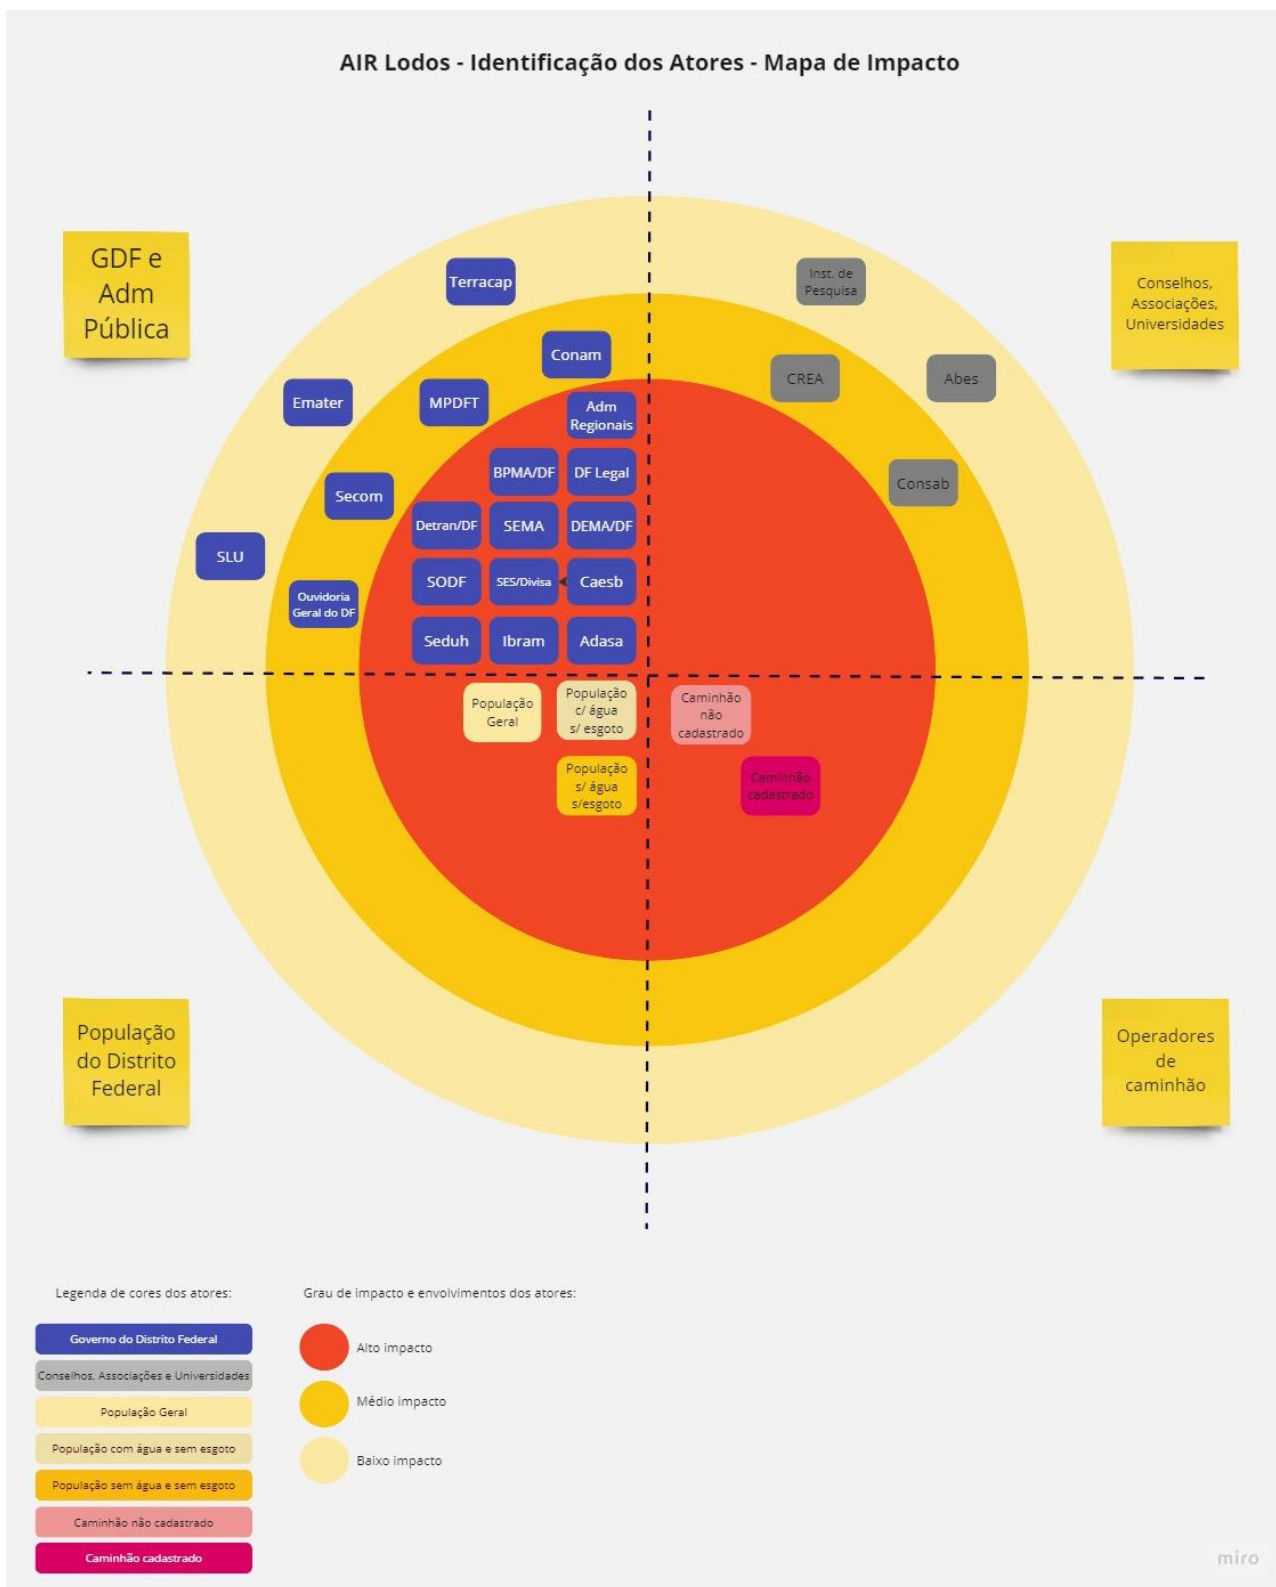 AIR Lodos - Identificação dos Atores - Mapa de Impacto
GDF e
Adm
Pública
Conselhos,
Associações,
Universidades
Terracap
Inst. de
Pesquisa
Conam
CREA
Abes
Emater
MPDFT
Adm
Regionais
BPMA/DF
DF Legal
Consab
Secom
Detran/DF
SEMA
DEMA/DF
SLU
SODF
SES/Divisa
Caesb
Ouvidoria
Geral do DF
Seduh
Ibram
Adasa
População
Geral
População
c/ água
s/ esgoto
Caminhão
não
cadastrado
População
s/ água
s/esgoto
Caminhão
cadastrado
População
do Distrito
Federal
Operadores
de
caminhão
Legenda de cores dos atores:
Governo do Distrito Federal
Conselhos, Associações e Universidades
População Geral
População com água e sem esgoto
População sem água e sem esgoto
Caminhão não cadastrado
Caminhão cadastrado
Grau de impacto e envolvimentos dos atores:
Alto impacto
Médio impacto
Baixo impacto
miro